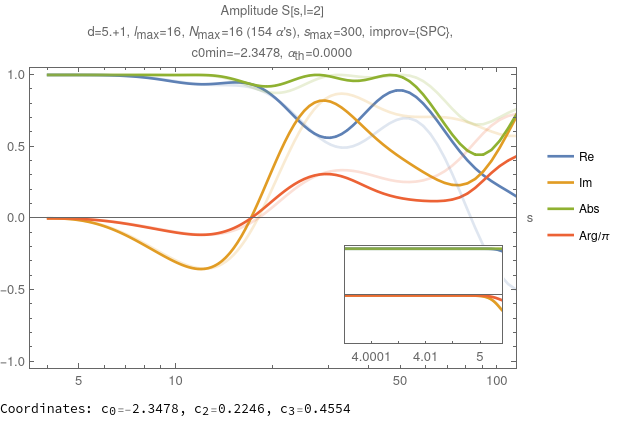 Amplitude S[s,l=2]
d=5.+1, lmax=16, Nmax=16 (154 α's), smax=300, improv={SPC},
c0min=−2.3478, αth=0.0000
1.0
0.5
0.0
−0.5
−1.0
5
10
50
100
s
4.0001
4.01
5
Re
Im
Abs
Arg/π
Coordinates: c0=−2.3478, c2=0.2246, c3=0.4554